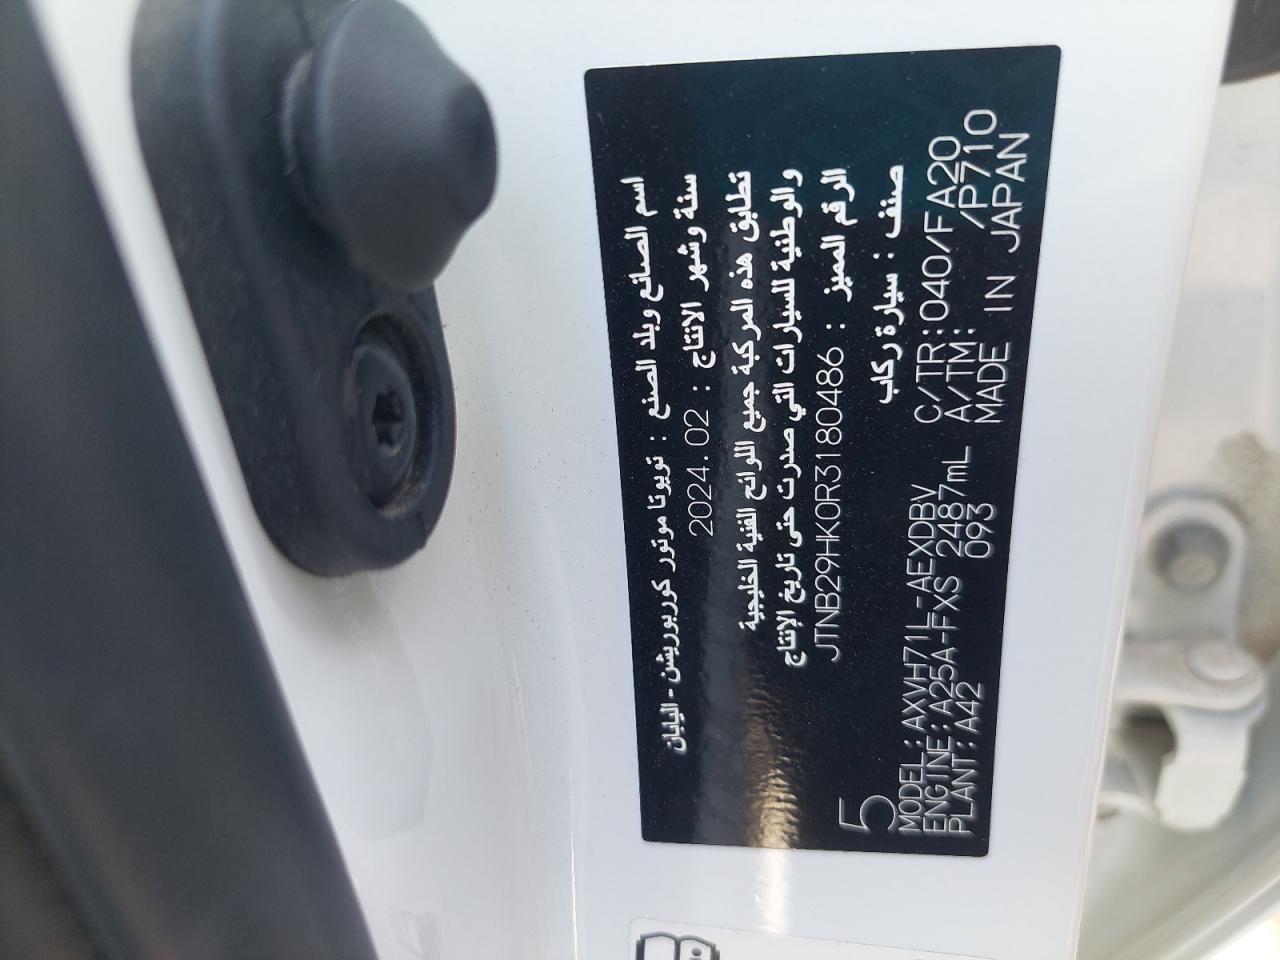 اسم الصانع وبلد الصنع : تويوتا موتور كوربوريشن - اليابان
سنة وشهر الانتاج : 2024.02
تطابق هذه المركبة جميع اللوائح الفنية الخليجية
والوطنية للسيارات التي صدرت حتى تاريخ الإنتاج
الرقم المميز : JTNB29HK0R3180486
صنف : سيارة ركاب
5
MODEL:AXVH71L-AEXDBV C/TR:040/FA20
ENGINE:A25A-FXS 2487mL A/TM: /P710
PLANT:A42 093 MADE IN JAPAN